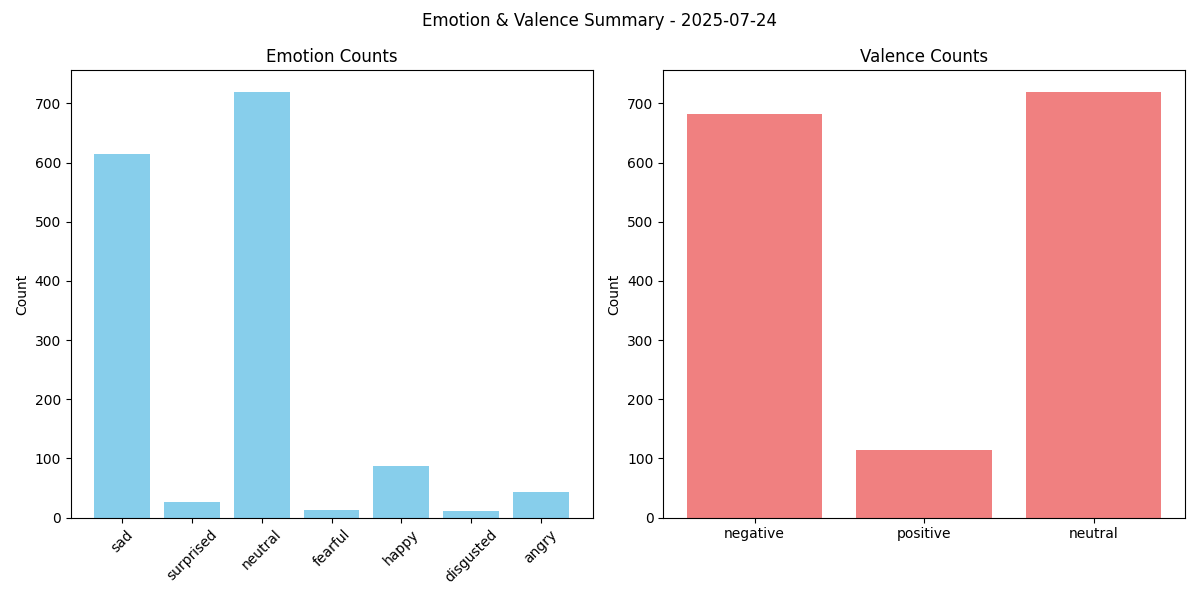 Emotion & Valence Summary - 2025-07-24
Emotion Counts
Count
700
600
500
400
300
200
100
0
sad
surprised
neutral
fearful
happy
disgusted
angry
Valence Counts
Count
700
600
500
400
300
200
100
0
negative
positive
neutral